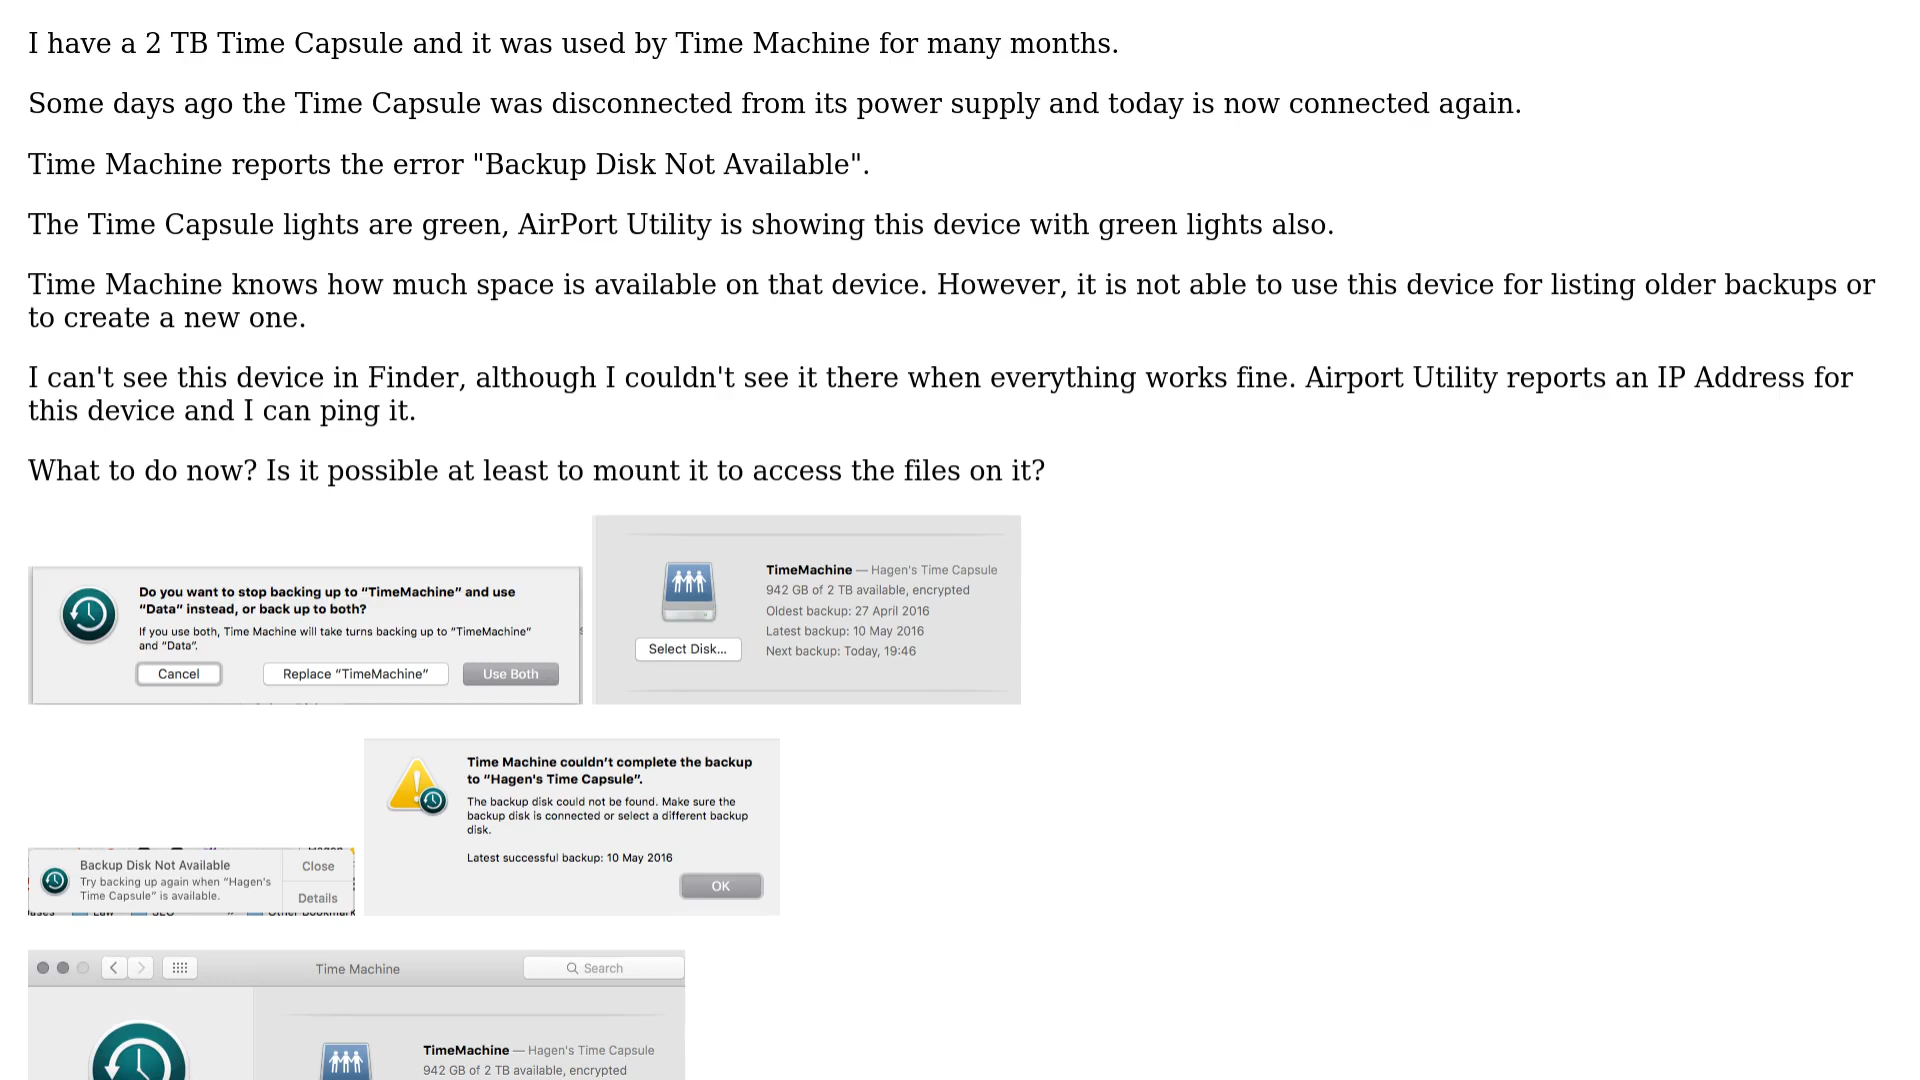 I have a 2 TB Time Capsule and it was used by Time Machine for many months.
Some days ago the Time Capsule was disconnected from its power supply and today is now connected again.
Time Machine reports the error "Backup Disk Not Available".
The Time Capsule lights are green, AirPort Utility is showing this device with green lights also.
Time Machine knows how much space is available on that device. However, it is not able to use this device for listing older backups or
to create a new one.
I can't see this device in Finder, although I couldn't see it there when everything works fine. Airport Utility reports an IP Address for
this device and I can ping it.
What to do now? Is it possible at least to mount it to access the files on it?
Do you want to stop backing up to “TimeMachine” and use
“Data” instead, or back up to both?
If you use both, Time Machine will take turns backing up to “TimeMachine”
and “Data”.
Cancel
Replace “TimeMachine”
Use Both
TimeMachine — Hagen's Time Capsule
942 GB of 2 TB available, encrypted
Oldest backup: 27 April 2016
Latest backup: 10 May 2016
Next backup: Today, 19:46
Select Disk...
Backup Disk Not Available
Try backing up again when “Hagen's
Time Capsule” is available.
Close
Details
Time Machine couldn’t complete the backup
to “Hagen's Time Capsule”.
The backup disk could not be found. Make sure the
backup disk is connected or select a different backup
disk.
Latest successful backup: 10 May 2016
OK
Time Machine
Search
TimeMachine — Hagen's Time Capsule
942 GB of 2 TB available, encrypted